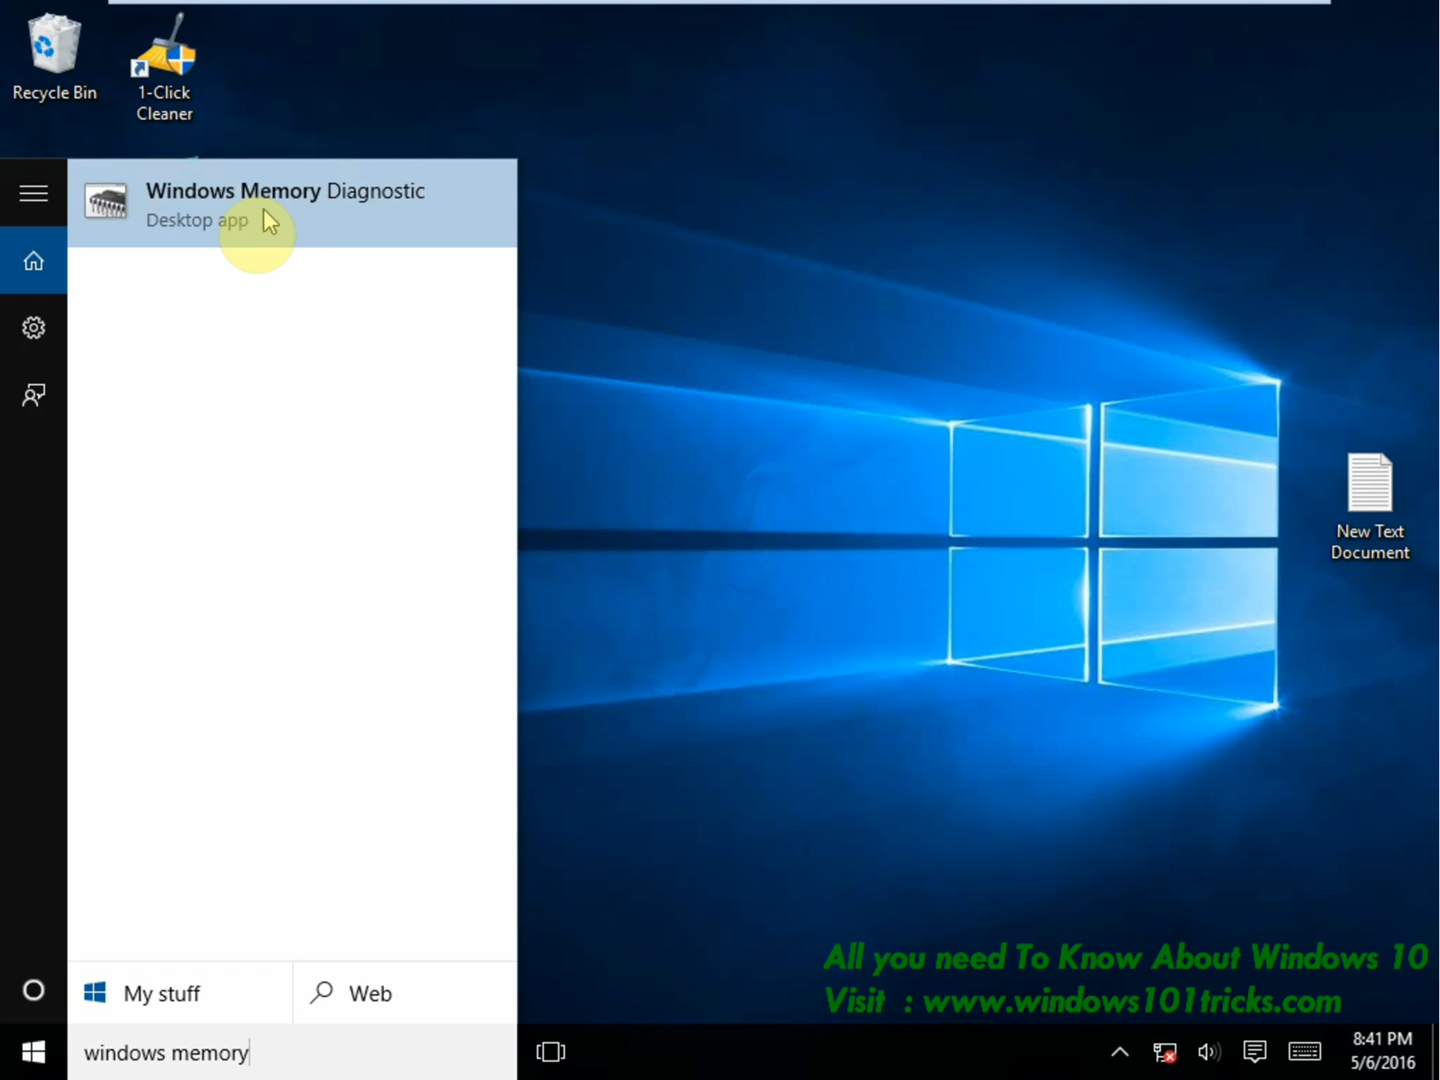 Recycle Bin
1-Click
Cleaner
Windows Memory Diagnostic
Desktop app
New Text
Document
My stuff
Web
All you need To Know About Windows 10
Visit : www.windows101tricks.com
windows memory
8:41 PM
5/6/2016